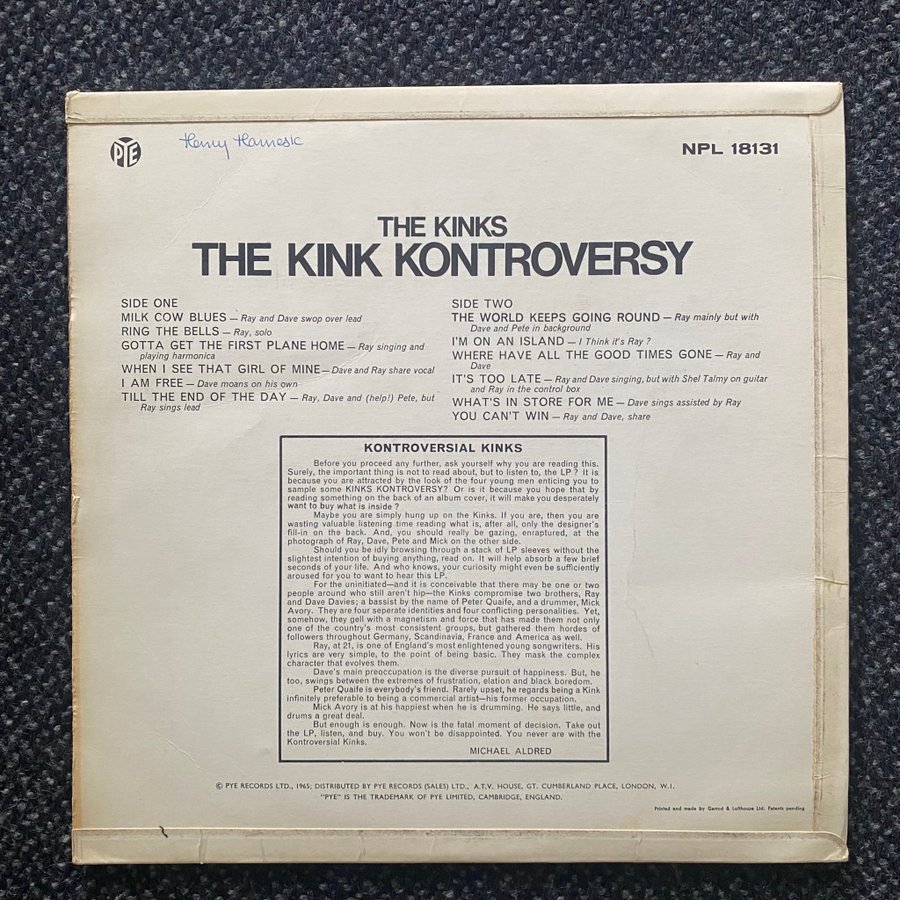 PYE
Henry
NPL 18131
THE KINKS
THE KINK KONTROVERSY
SIDE ONE
MILK COW BLUES — Ray and Dave swop over lead
RING THE BELLS — Ray, solo
GOTTA GET THE FIRST PLANE HOME — Ray singing and
playing harmonica
WHEN I SEE THAT GIRL OF MINE — Dave and Ray share vocal
I AM FREE — Dave moans on his own
TILL THE END OF THE DAY — Ray, Dave and (help!) Pete, but
Ray sings lead
SIDE TWO
THE WORLD KEEPS GOING ROUND — Ray mainly but with
Dave and Pete in background
I'M ON AN ISLAND — I Think it's Ray ?
WHERE HAVE ALL THE GOOD TIMES GONE — Ray and
Dave
IT'S TOO LATE — Ray and Dave singing, but with Shel Talmy on guitar
and Ray in the control box
WHAT'S IN STORE FOR ME — Dave sings assisted by Ray
YOU CAN'T WIN — Ray and Dave, share
KONTROVERSIAL KINKS
Before you proceed any further, ask yourself why you are reading this.
Surely, the important thing is not to read about, but to listen to, the LP? It is
because you are attracted by the look of the four young men enticing you to
sample some KINKS KONTROVERSY? Or is it because you hope that by
reading something on the back of an album cover, it will make you desperately
want to buy what is inside ?
Maybe you are simply hung up on the Kinks. If you are, then you are
wasting valuable listening time reading what is, after all, only the designer's
fill-in on the back. And, you should really be gazing, enraptured, at the
photograph of Ray, Dave, Pete and Mick on the other side.
Should you be idly browsing through a stack of LP sleeves without the
slightest intention of buying anything, read on. It will help absorb a few brief
seconds of your life. And who knows, your curiosity might even be sufficiently
aroused for you to want to hear this LP.
For the uninitiated—and it is conceivable that there may be one or two
people around who still aren't hip—the Kinks compromise two brothers, Ray
and Dave Davies; a bassist by the name of Peter Quaife, and a drummer, Mick
Avory. They are four seperate identities and four conflicting personalities. Yet,
somehow, they gell with a magnetism and force that has made them not only
one of the country's most consistent groups, but gathered them hordes of
followers throughout Germany, Scandinavia, France and America as well.
Ray, at 21, is one of England's most enlightened young songwriters. His
lyrics are very simple, to the point of being basic. They mask the complex
character that evolves them.
Dave's main preoccupation is the diverse pursuit of happiness. But, he
too, swings between the extremes of frustration, elation and black boredom.
Peter Quaife is everybody's friend. Rarely upset, he regards being a Kink
infinitely preferable to being a commercial artist—his former occupation.
Mick Avory is at his happiest when he is drumming. He says little, and
drums a great deal.
But enough is enough. Now is the fatal moment of decision. Take out
the LP, listen, and buy. You won't be disappointed. You never are with the
Kontroversial Kinks.
MICHAEL ALDRED
© PYE RECORDS LTD., 1965; DISTRIBUTED BY PYE RECORDS (SALES) LTD., A.T.V. HOUSE, GT. CUMBERLAND PLACE, LONDON, W.1.
"PYE" IS THE TRADEMARK OF PYE LIMITED, CAMBRIDGE, ENGLAND.
Printed and made by Garrod & Lofthouse Ltd. Patents pending